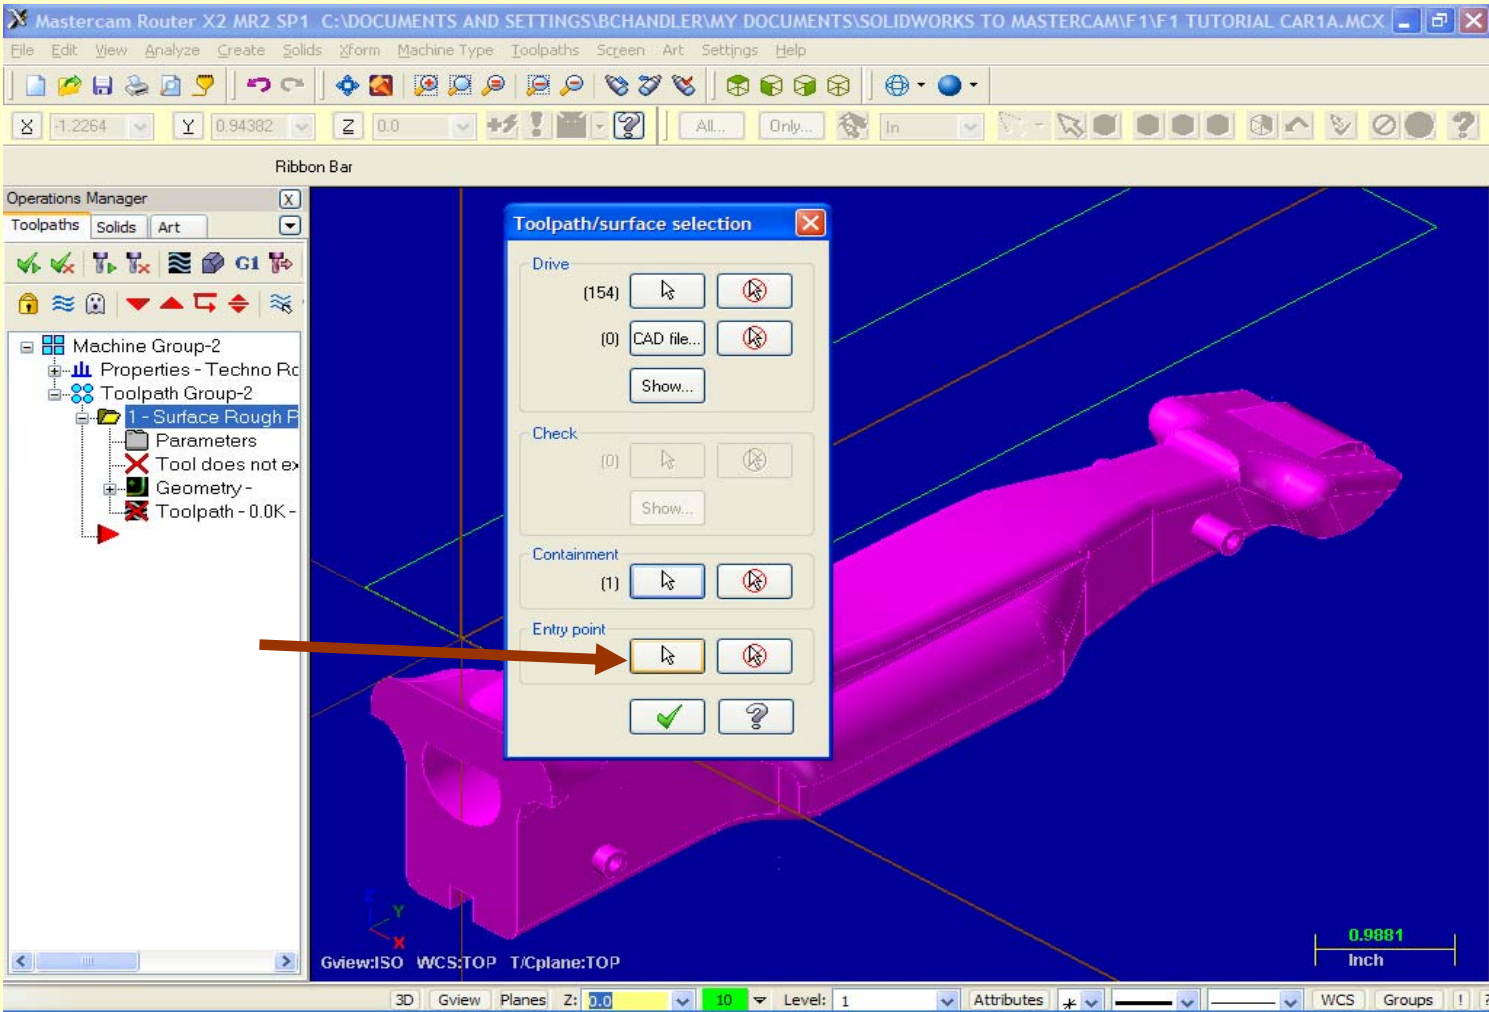 Mastercam Router X2 MR2 SP1 C:\DOCUMENTS AND SETTINGS\BCHANDLER\MY DOCUMENTS\SOLIDWORKS TO MASTERCAM\F1\F1 TUTORIAL CAR1A.MCX
File Edit View Analyze Create Solids Xform Machine Type Toolpaths Screen Art Settings Help
X -1.2264 Y 0.94382 Z 0.0 All... Only... In
Ribbon Bar
Operations Manager
Toolpaths Solids Art
G1
Machine Group-2
Properties - Techno Ro
Toolpath Group-2
1 - Surface Rough P
Parameters
Tool does not ex
Geometry -
Toolpath - 0.0K -
Toolpath/surface selection
Drive
(154)
(0) CAD file...
Show...
Check
(0)
Show...
Containment
(1)
Entry point
Z
Y
X
Gview:ISO WCS:TOP T/Cplane:TOP
0.9881
Inch
3D Gview Planes Z: 0.0 10 Level: 1 Attributes WCS Groups ! ?